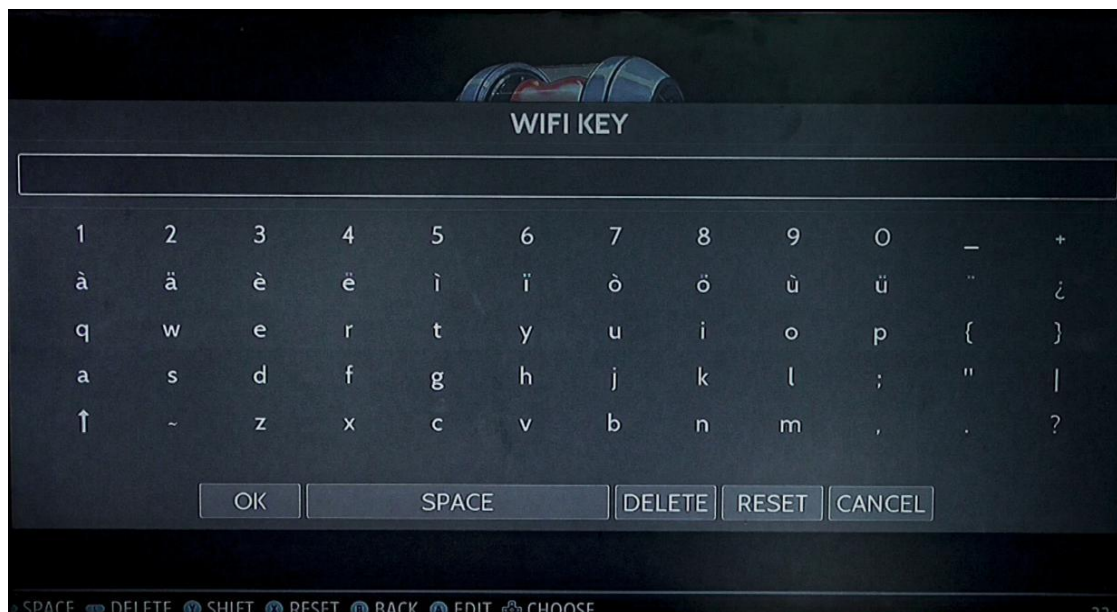 WIFI KEY
1 2 3 4 5 6 7 8 9 0 _ +
à ä è ë ì ï ò ö ù ü ¨ ¿
q w e r t y u i o p { }
a s d f g h j k l ; " |
↑ ~ z x c v b n m , . ?
OK SPACE DELETE RESET CANCEL
SPACE DELETE Y SHIFT X RESET B BACK A EDIT CHOOSE